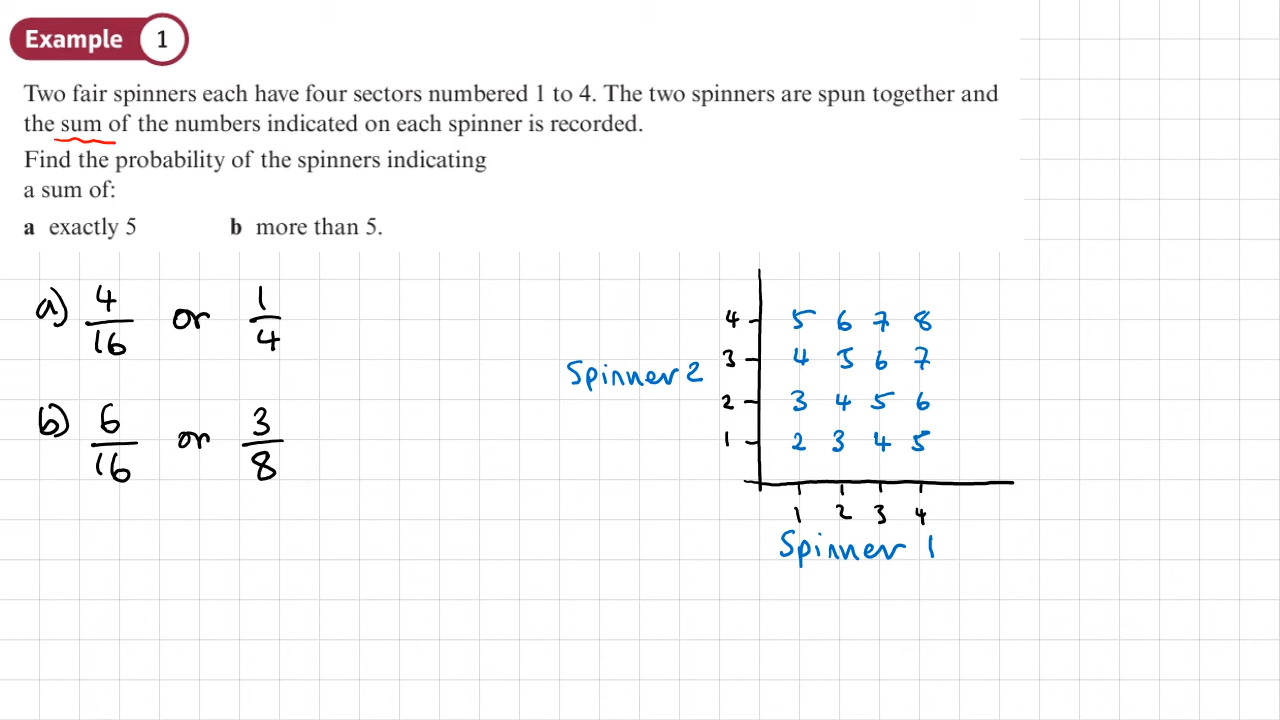 Example 1
Two fair spinners each have four sectors numbered 1 to 4. The two spinners are spun together and
the sum of the numbers indicated on each spinner is recorded.
Find the probability of the spinners indicating
a sum of:
a exactly 5 b more than 5.
a) 4/16 or 1/4
b) 6/16 or 3/8
4 5 6 7 8
3 4 5 6 7
Spinner 2
2 3 4 5 6
1 2 3 4 5
1 2 3 4
Spinner 1